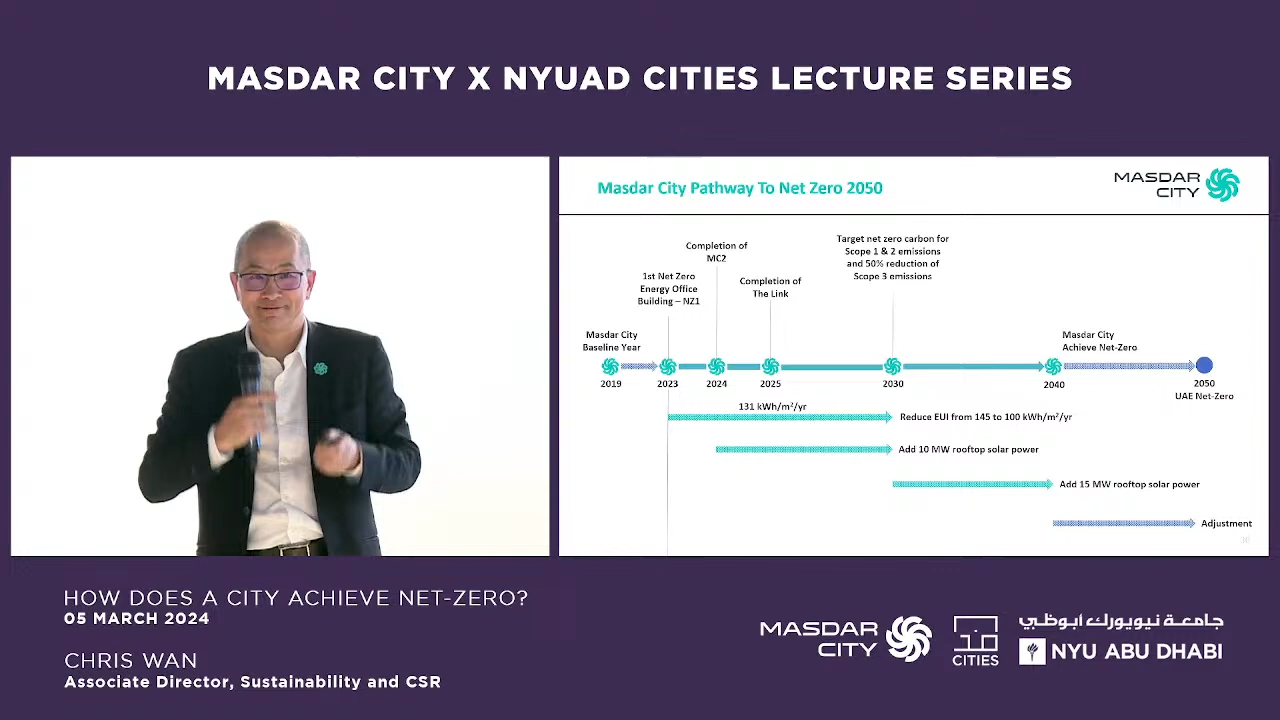 MASDAR CITY X NYUAD CITIES LECTURE SERIES
Masdar City Pathway To Net Zero 2050
MASDAR
CITY
Completion of
MC2
1st Net Zero
Energy Office
Building – NZ1
Completion of
The Link
Target net zero carbon for
Scope 1 & 2 emissions
and 50% reduction of
Scope 3 emissions
Masdar City
Baseline Year
Masdar City
Achieve Net-Zero
2019
2023
2024
2025
2030
2040
2050
UAE Net-Zero
131 kWh/m²/yr
Reduce EUI from 145 to 100 kWh/m²/yr
Add 10 MW rooftop solar power
Add 15 MW rooftop solar power
Adjustment
30
HOW DOES A CITY ACHIEVE NET-ZERO?
05 MARCH 2024
CHRIS WAN
Associate Director, Sustainability and CSR
MASDAR
CITY
CITIES
جامعة نيويورك أبوظبي
NYU ABU DHABI